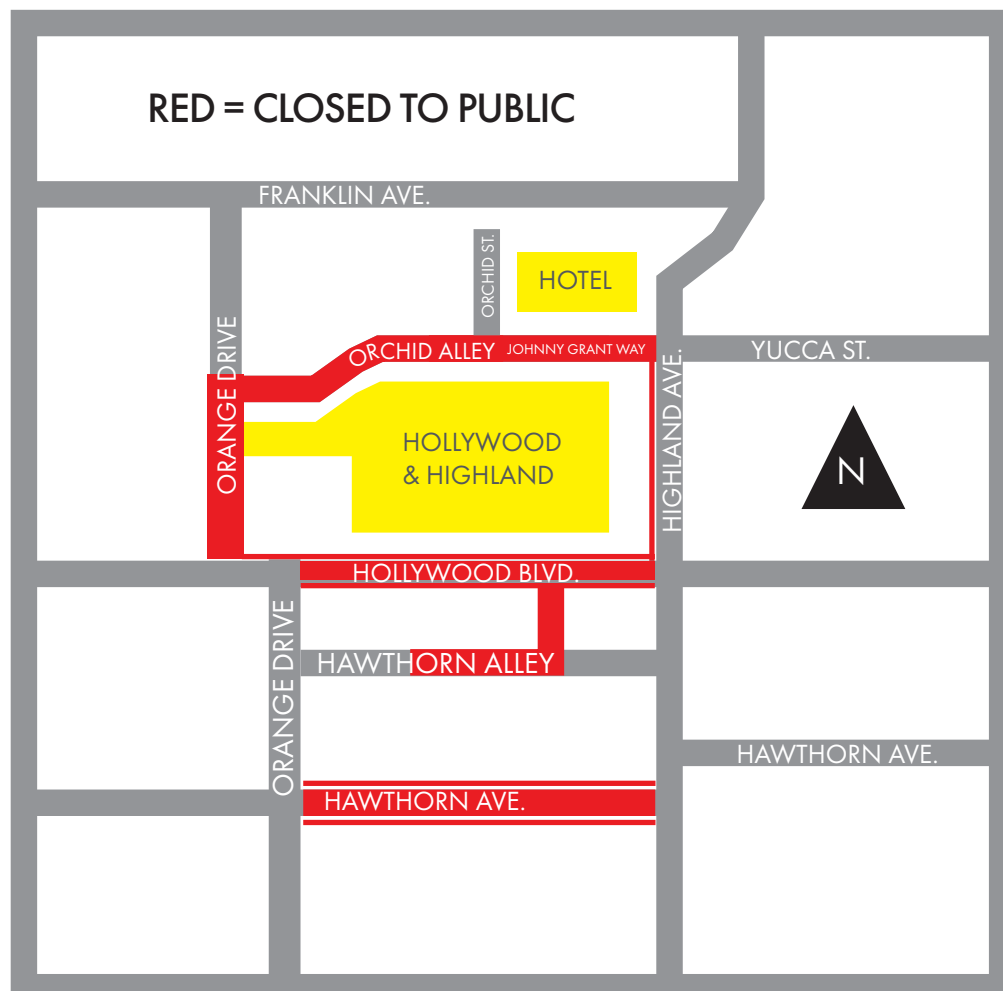 RED = CLOSED TO PUBLIC
FRANKLIN AVE.
ORCHID ST.
HOTEL
ORANGE DRIVE
ORCHID ALLEY
JOHNNY GRANT WAY
HIGHLAND AVE.
YUCCA ST.
HOLLYWOOD
& HIGHLAND
N
HOLLYWOOD BLVD.
ORANGE DRIVE
HAWTHORN ALLEY
HAWTHORN AVE.
HAWTHORN AVE.